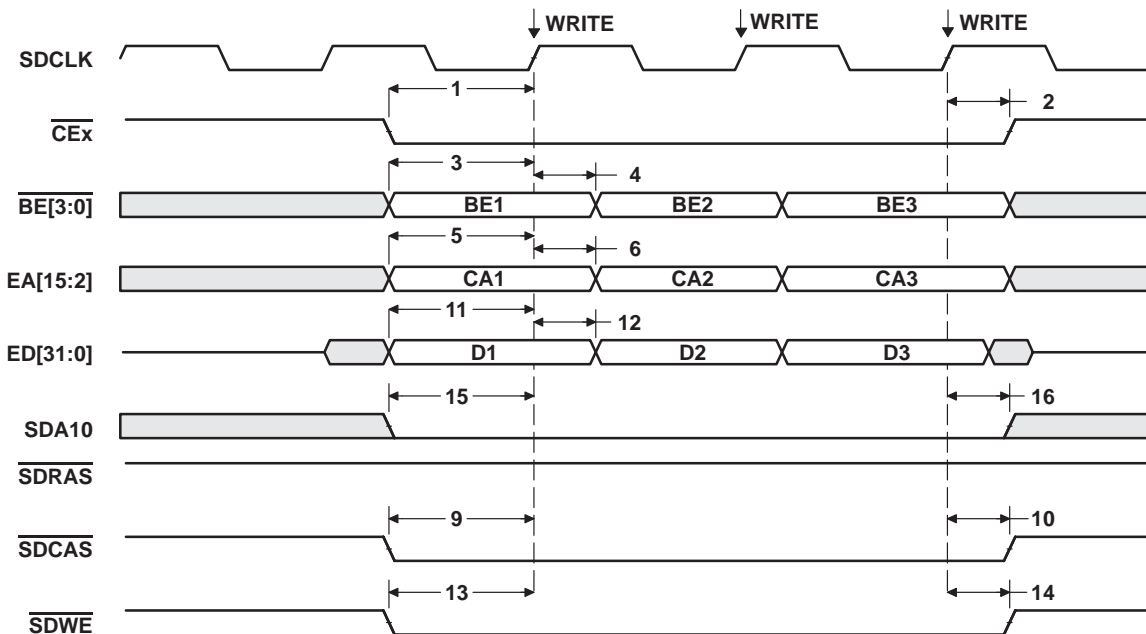 WRITE WRITE WRITE
SDCLK
1 2
CEx
3 4
BE[3:0] BE1 BE2 BE3
5 6
EA[15:2] CA1 CA2 CA3
11 12
ED[31:0] D1 D2 D3
15 16
SDA10
SDRAS
9 10
SDCAS
13 14
SDWE